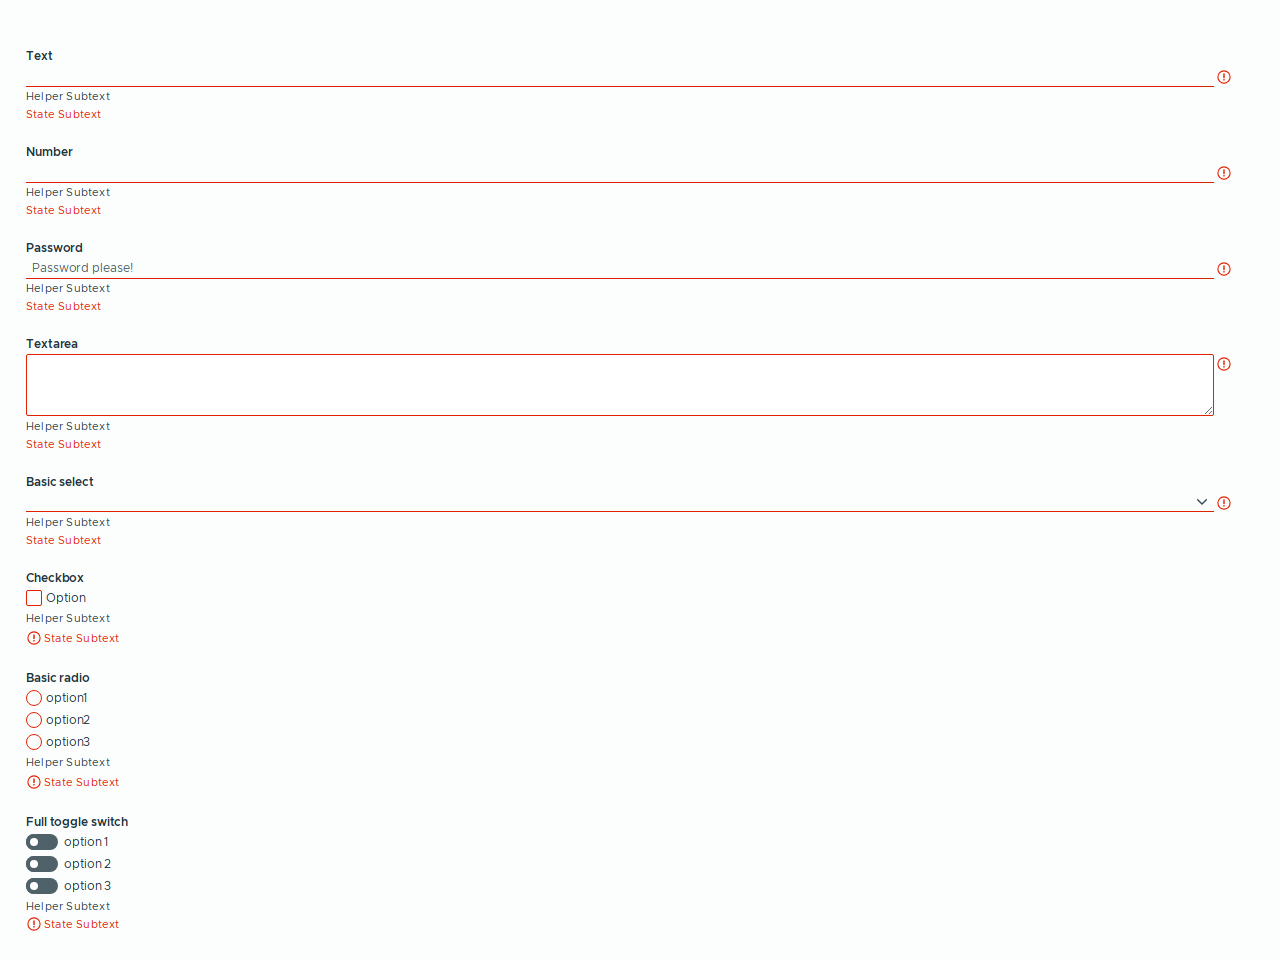 Text
Helper Subtext
State Subtext
Number
Helper Subtext
State Subtext
Password
Password please!
Helper Subtext
State Subtext
Textarea
Helper Subtext
State Subtext
Basic select
Helper Subtext
State Subtext
Checkbox
Option
Helper Subtext
State Subtext
Basic radio
option1
option2
option3
Helper Subtext
State Subtext
Full toggle switch
option 1
option 2
option 3
Helper Subtext
State Subtext